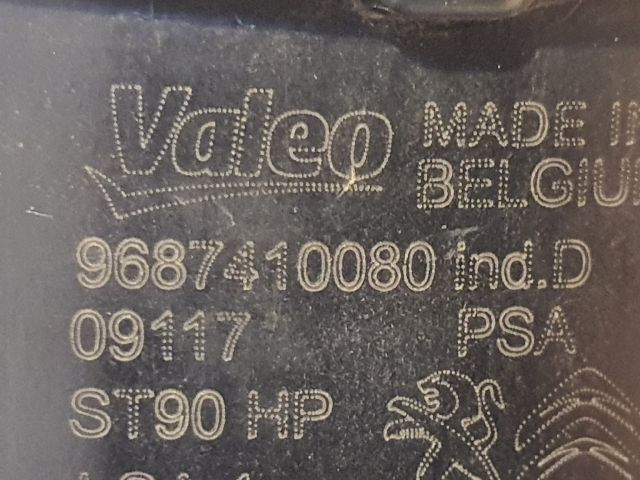 Valeo MADE IN
BELGIU
9687410080 ind.D
09117 PSA
ST90 HP